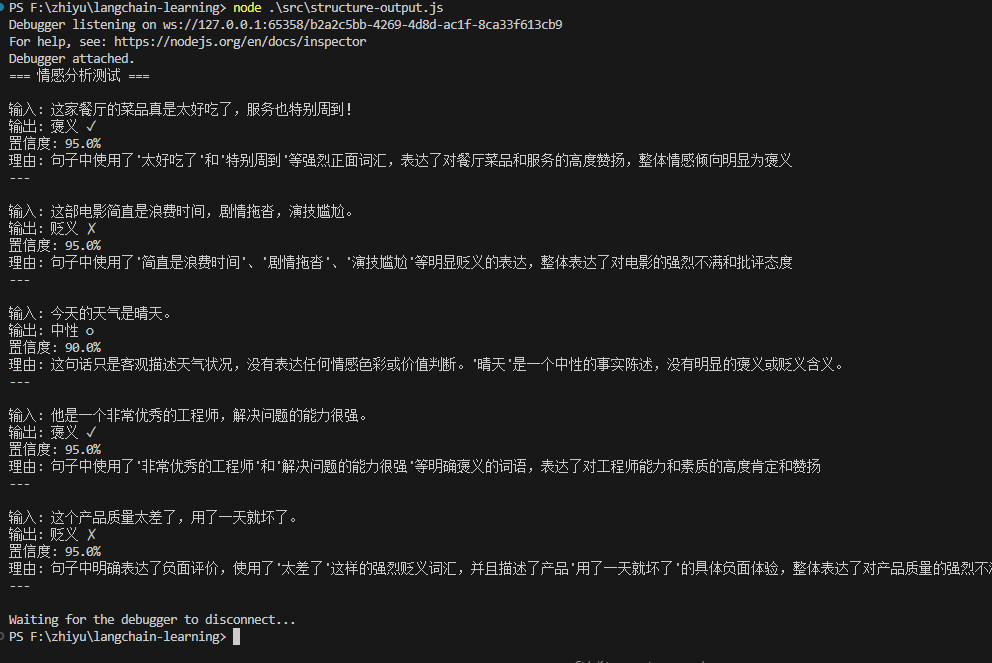 PS F:\zhiyu\langchain-learning> node .\src\structure-output.js
Debugger listening on ws://127.0.0.1:65358/b2a2c5bb-4269-4d8d-ac1f-8ca33f613cb9
For help, see: https://nodejs.org/en/docs/inspector
Debugger attached.
=== 情感分析测试 ===
输入: 这家餐厅的菜品真是太好吃了，服务也特别周到！
输出: 褒义 ✓
置信度: 95.0%
理由: 句子中使用了'太好吃了'和'特别周到'等强烈正面词汇，表达了对餐厅菜品和服务的高度赞扬，整体情感倾向明显为褒义
---
输入: 这部电影简直是浪费时间，剧情拖沓，演技尴尬。
输出: 贬义 ✗
置信度: 95.0%
理由: 句子中使用了'简直是浪费时间'、'剧情拖沓'、'演技尴尬'等明显贬义的表达，整体表达了对电影的强烈不满和批评态度
---
输入: 今天的天气是晴天。
输出: 中性 ○
置信度: 90.0%
理由: 这句话只是客观描述天气状况，没有表达任何情感色彩或价值判断。'晴天'是一个中性的事实陈述，没有明显的褒义或贬义含义。
---
输入: 他是一个非常优秀的工程师，解决问题的能力很强。
输出: 褒义 ✓
置信度: 95.0%
理由: 句子中使用了'非常优秀的工程师'和'解决问题的能力很强'等明确褒义的词语，表达了对工程师能力和素质的高度肯定和赞扬
---
输入: 这个产品质量太差了，用了一天就坏了。
输出: 贬义 ✗
置信度: 95.0%
理由: 句子中明确表达了负面评价，使用了'太差了'这样的强烈贬义词汇，并且描述了产品'用了一天就坏了'的具体负面体验，整体表达了对产品质量的强烈不
---
Waiting for the debugger to disconnect...
PS F:\zhiyu\langchain-learning>